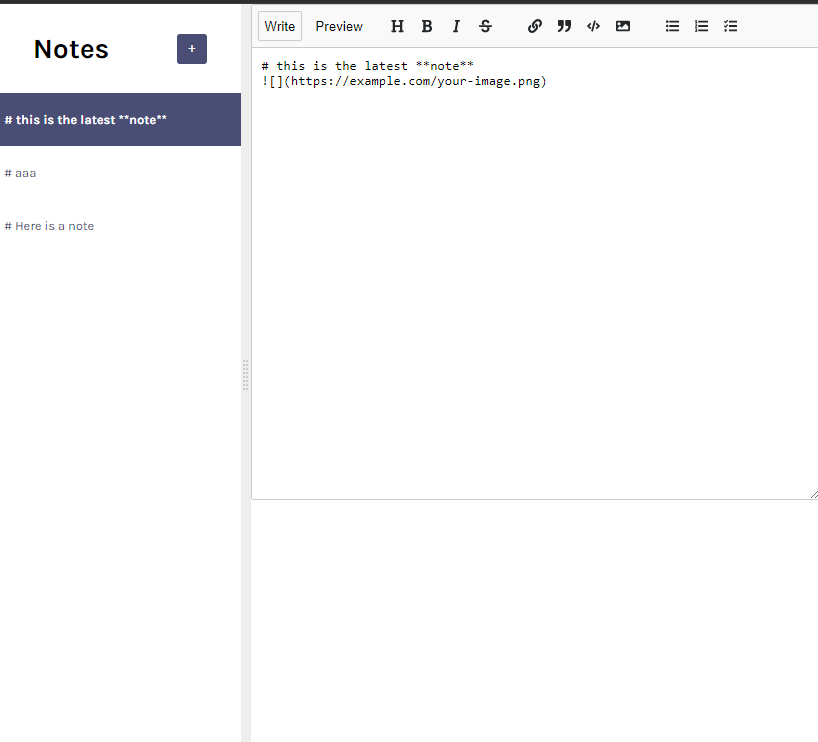 Notes
+
# this is the latest **note**
# aaa
# Here is a note
Write Preview H B I S
# this is the latest **note**
![](https://example.com/your-image.png)